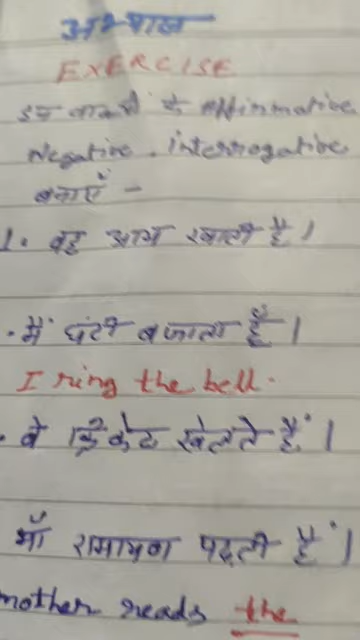 अभ्यास
EXERCISE
इन वाक्यों के affirmative
Negative, interrogative
बनाएँ -
1. वह आम खाती है।
. मैं घंटी बजाता हूँ।
I ring the bell.
. वे क्रिकेट खेलते हैं।
माँ रामायण पढ़ती हैं।
mother reads the